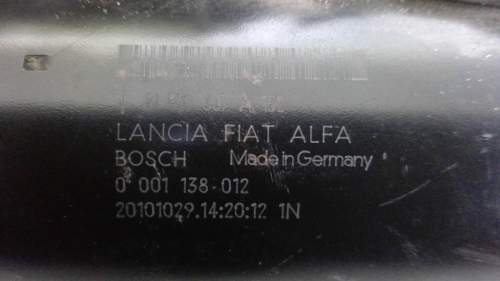 LANCIA FIAT ALFA
BOSCH Made in Germany
0 001 138 012
20101029.14:20:12 1N